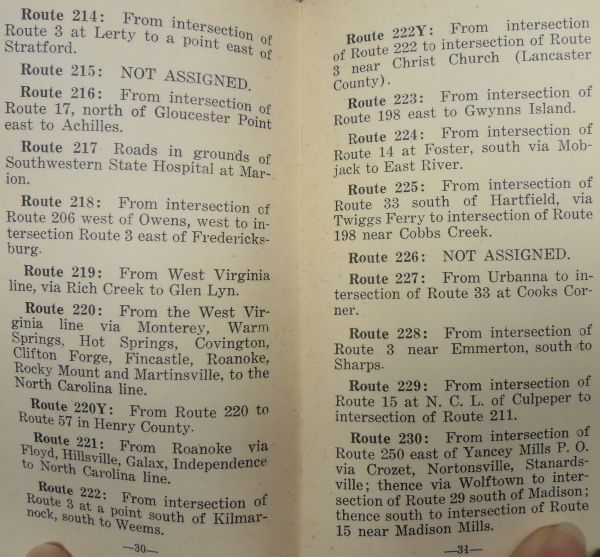 Route 214: From intersection of
Route 3 at Lerty to a point east of
Stratford.
Route 215: NOT ASSIGNED.
Route 216: From intersection of
Route 17, north of Gloucester Point
east to Achilles.
Route 217 Roads in grounds of
Southwestern State Hospital at Mar-
ion.
Route 218: From intersection of
Route 206 west of Owens, west to in-
tersection Route 3 east of Fredericks-
burg.
Route 219: From West Virginia
line, via Rich Creek to Glen Lyn.
Route 220: From the West Vir-
ginia line via Monterey, Warm
Springs, Hot Springs, Covington,
Clifton Forge, Fincastle, Roanoke,
Rocky Mount and Martinsville, to the
North Carolina line.
Route 220Y: From Route 220 to
Route 57 in Henry County.
Route 221: From Roanoke via
Floyd, Hillsville, Galax, Independence
to North Carolina line.
Route 222: From intersection of
Route 3 at a point south of Kilmar-
nock, south to Weems.
—30—
Route 222Y: From intersection
of Route 222 to intersection of Route
3 near Christ Church (Lancaster
County).
Route 223: From intersection of
Route 198 east to Gwynns Island.
Route 224: From intersection of
Route 14 at Foster, south via Mob-
jack to East River.
Route 225: From intersection of
Route 33 south of Hartfield, via
Twiggs Ferry to intersection of Route
198 near Cobbs Creek.
Route 226: NOT ASSIGNED.
Route 227: From Urbanna to in-
tersection of Route 33 at Cooks Cor-
ner.
Route 228: From intersection of
Route 3 near Emmerton, south to
Sharps.
Route 229: From intersection of
Route 15 at N. C. L. of Culpeper to
intersection of Route 211.
Route 230: From intersection of
Route 250 east of Yancey Mills P. O.
via Crozet, Nortonsville, Stanards-
ville; thence via Wolftown to inter-
section of Route 29 south of Madison;
thence south to intersection of Route
15 near Madison Mills.
—31—